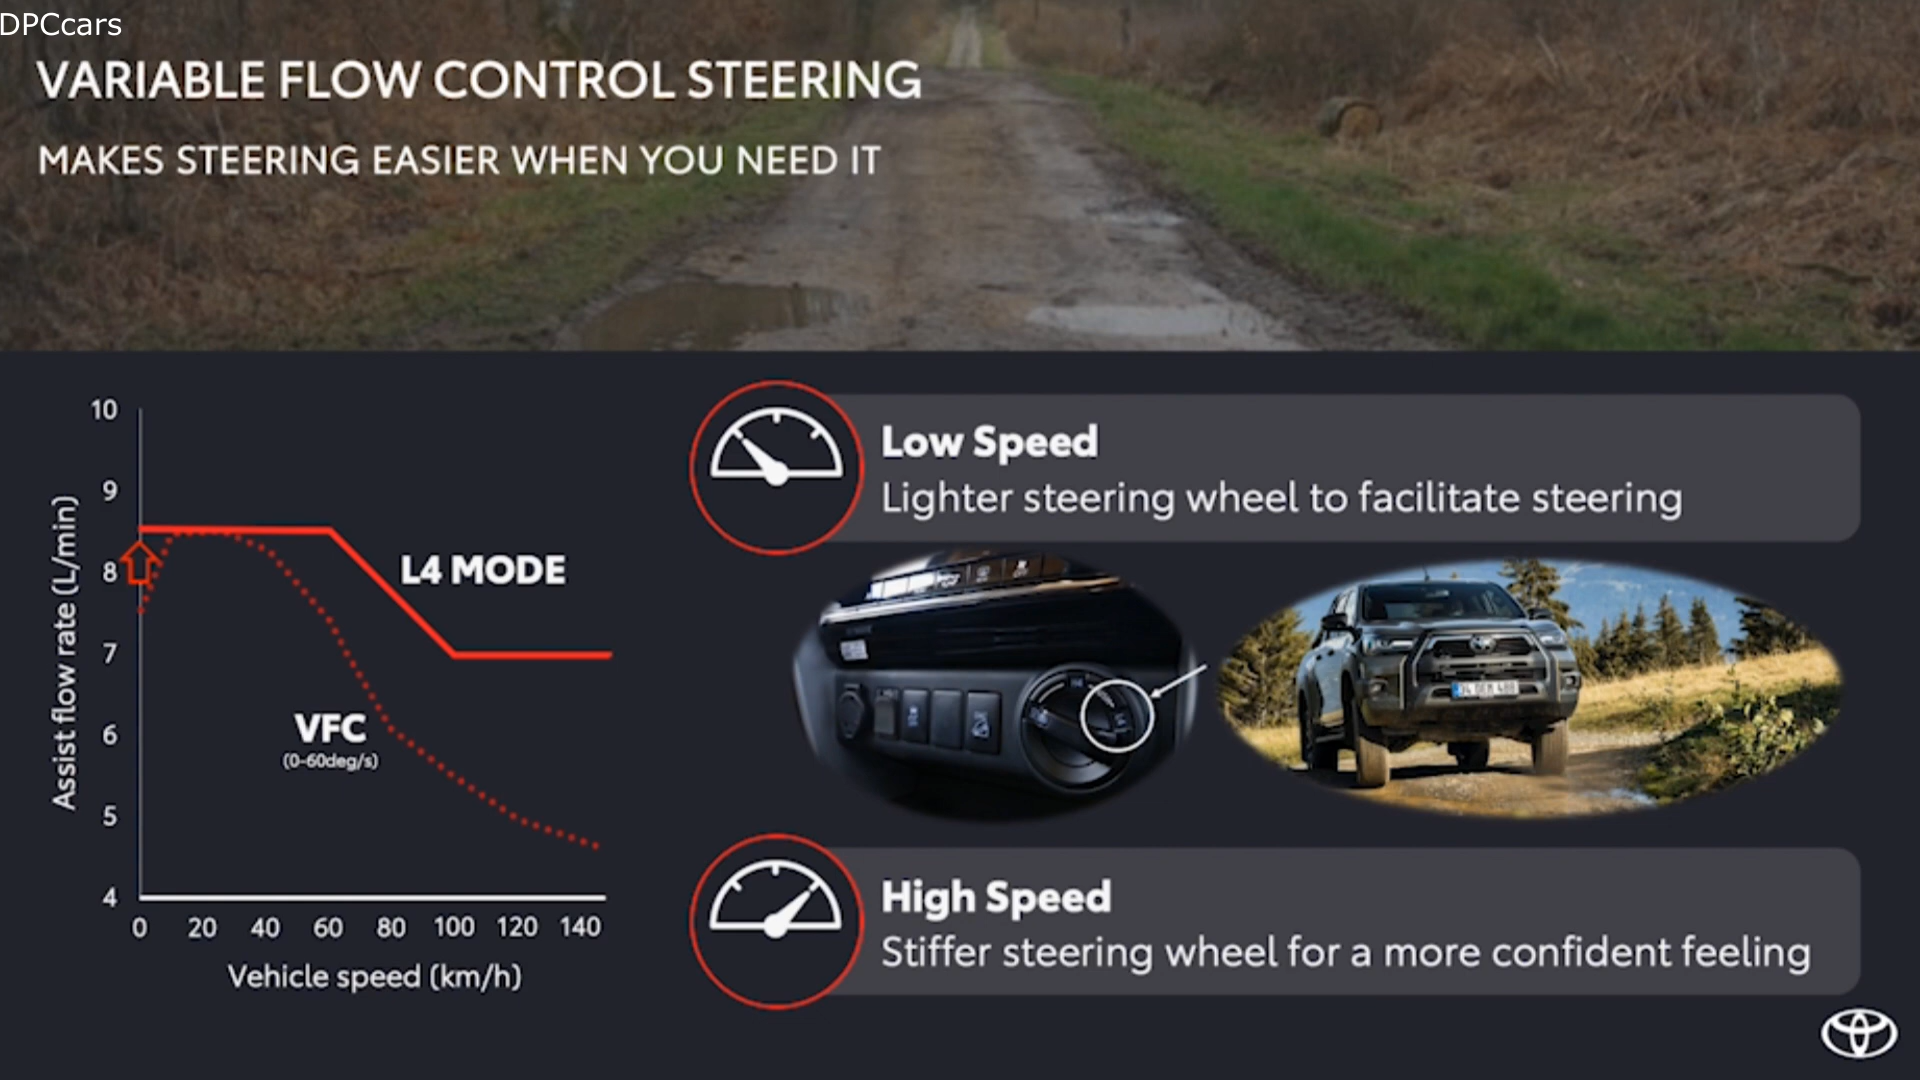 DPCcars
VARIABLE FLOW CONTROL STEERING
MAKES STEERING EASIER WHEN YOU NEED IT
10
9
8
7
6
5
4
Assist flow rate (L/min)
L4 MODE
VFC
(0-60deg/s)
0 20 40 60 80 100 120 140
Vehicle speed (km/h)
Low Speed
Lighter steering wheel to facilitate steering
High Speed
Stiffer steering wheel for a more confident feeling